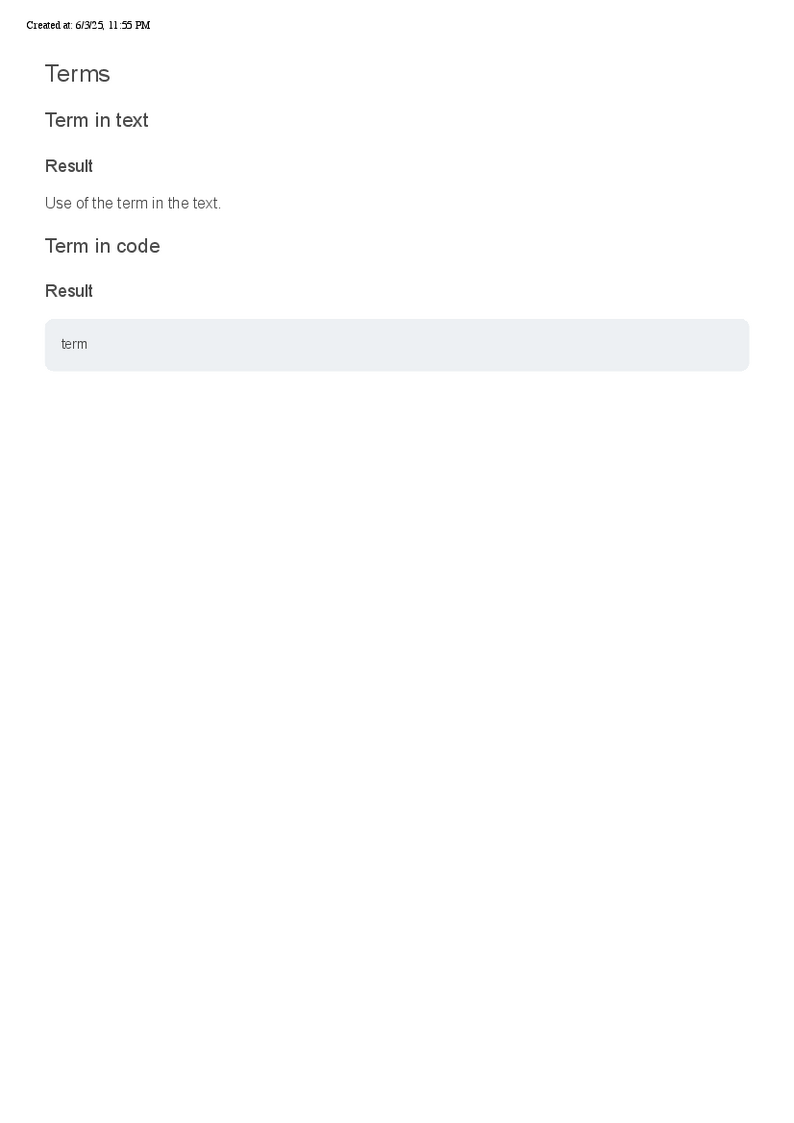 Created at: 6/3/25, 11:55 PM
Terms
Term in text
Result
Use of the term in the text.
Term in code
Result
term